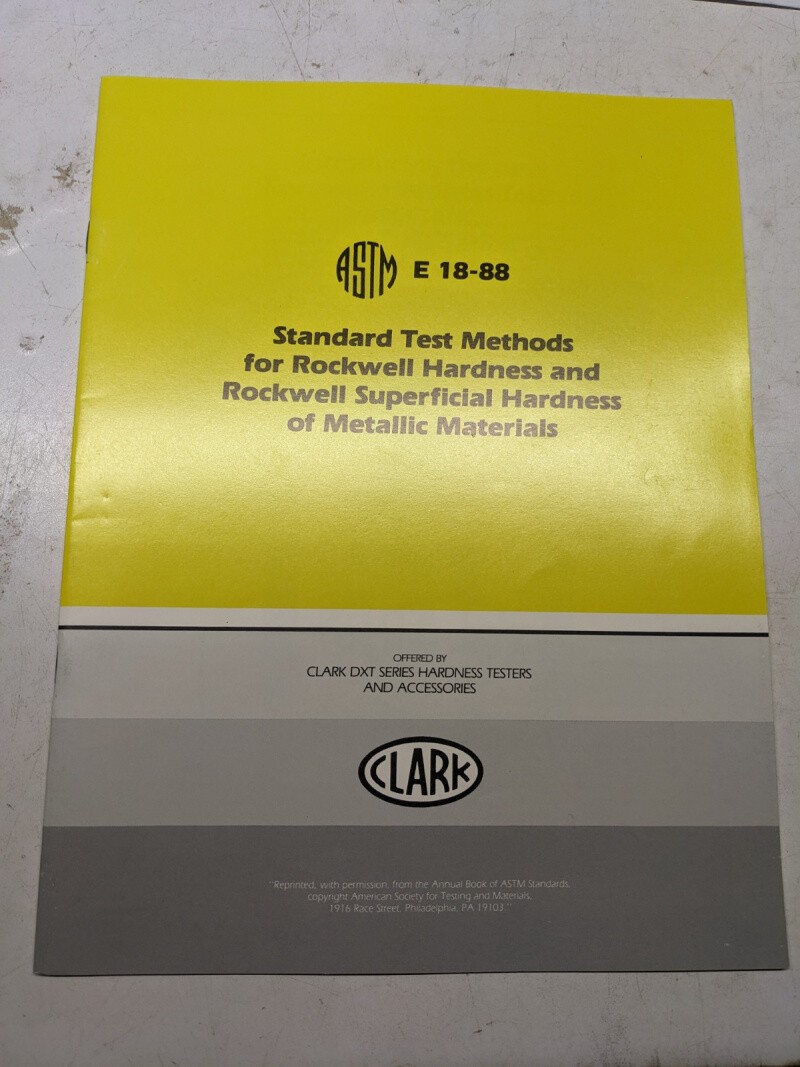 ASTM E 18-88
Standard Test Methods
for Rockwell Hardness and
Rockwell Superficial Hardness
of Metallic Materials
OFFERED BY
CLARK DXT SERIES HARDNESS TESTERS
AND ACCESSORIES
CLARK
"Reprinted, with permission, from the Annual Book of ASTM Standards,
copyright American Society for Testing and Materials,
1916 Race Street, Philadelphia, PA 19103."